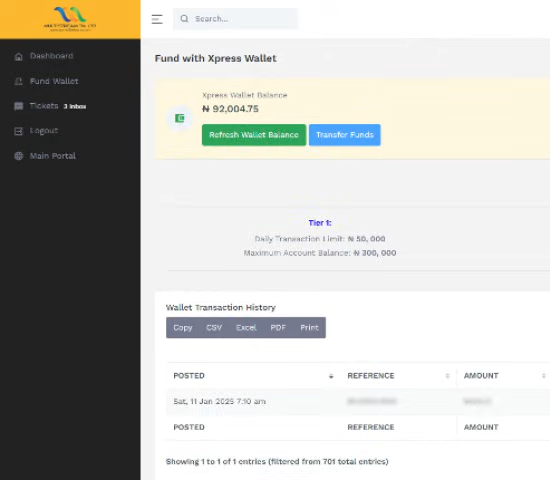 Search...
Dashboard
Fund Wallet
Tickets 3 Inbox
Logout
Main Portal
Fund with Xpress Wallet
Xpress Wallet Balance
₦ 92,004.75
Refresh Wallet Balance Transfer Funds
Tier 1:
Daily Transaction Limit: ₦ 50, 000
Maximum Account Balance: ₦ 300, 000
Wallet Transaction History
Copy CSV Excel PDF Print
POSTED REFERENCE AMOUNT
Sat, 11 Jan 2025 7:10 am
POSTED REFERENCE AMOUNT
Showing 1 to 1 of 1 entries (filtered from 701 total entries)